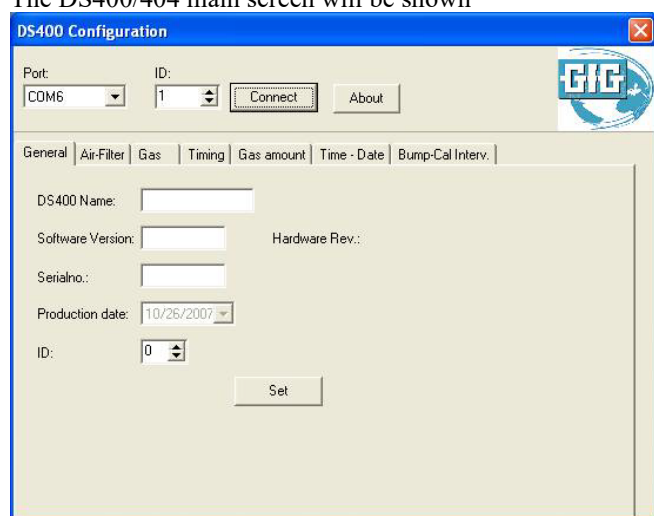 The DS400/404 main screen will be shown
DS400 Configuration
Port: ID:
COM6 1 Connect About
GfG
General Air-Filter Gas Timing Gas amount Time - Date Bump-Cal Interv.
DS400 Name:
Software Version: Hardware Rev.:
Serialno.:
Production date: 10/26/2007
ID: 0
Set